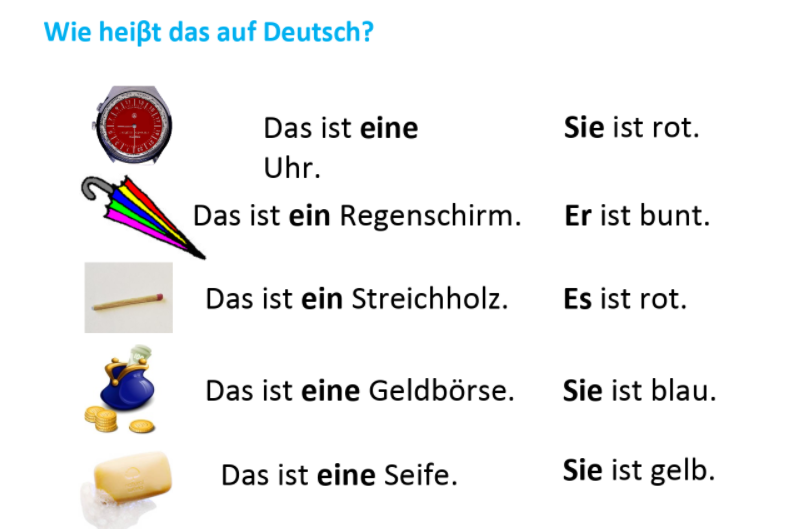 Wie heißt das auf Deutsch?
Das ist eine Sie ist rot.
Uhr.
Das ist ein Regenschirm. Er ist bunt.
Das ist ein Streichholz. Es ist rot.
Das ist eine Geldbörse. Sie ist blau.
Das ist eine Seife. Sie ist gelb.